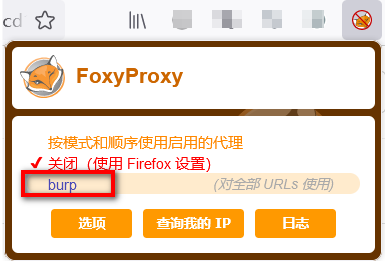 cd
FoxyProxy
按模式和顺序使用启用的代理
✔ 关闭（使用 Firefox 设置）
burp (对全部 URLs 使用)
选项 查询我的 IP 日志